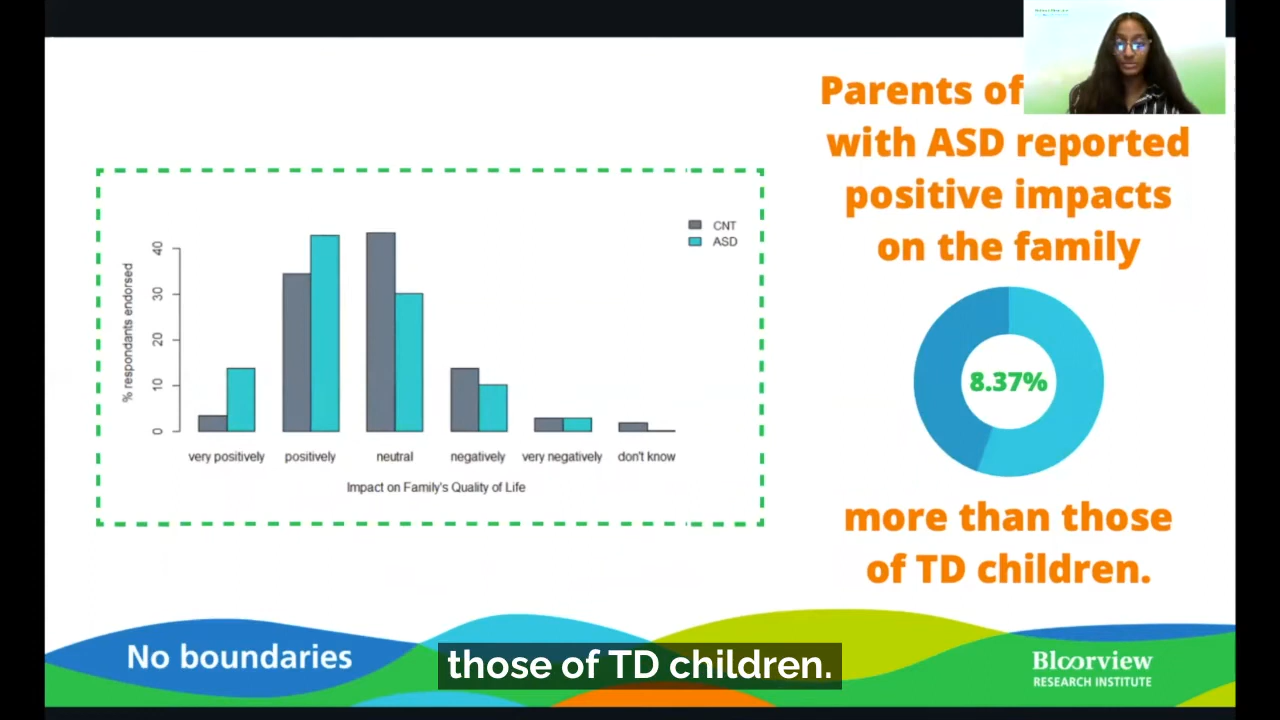 Parents of
with ASD reported
positive impacts
on the family
CNT
ASD
% respondants endorsed
40
30
20
10
0
very positively positively neutral negatively very negatively don't know
Impact on Family's Quality of Life
8.37%
more than those
of TD children.
No boundaries
those of TD children.
Bloorview
RESEARCH INSTITUTE